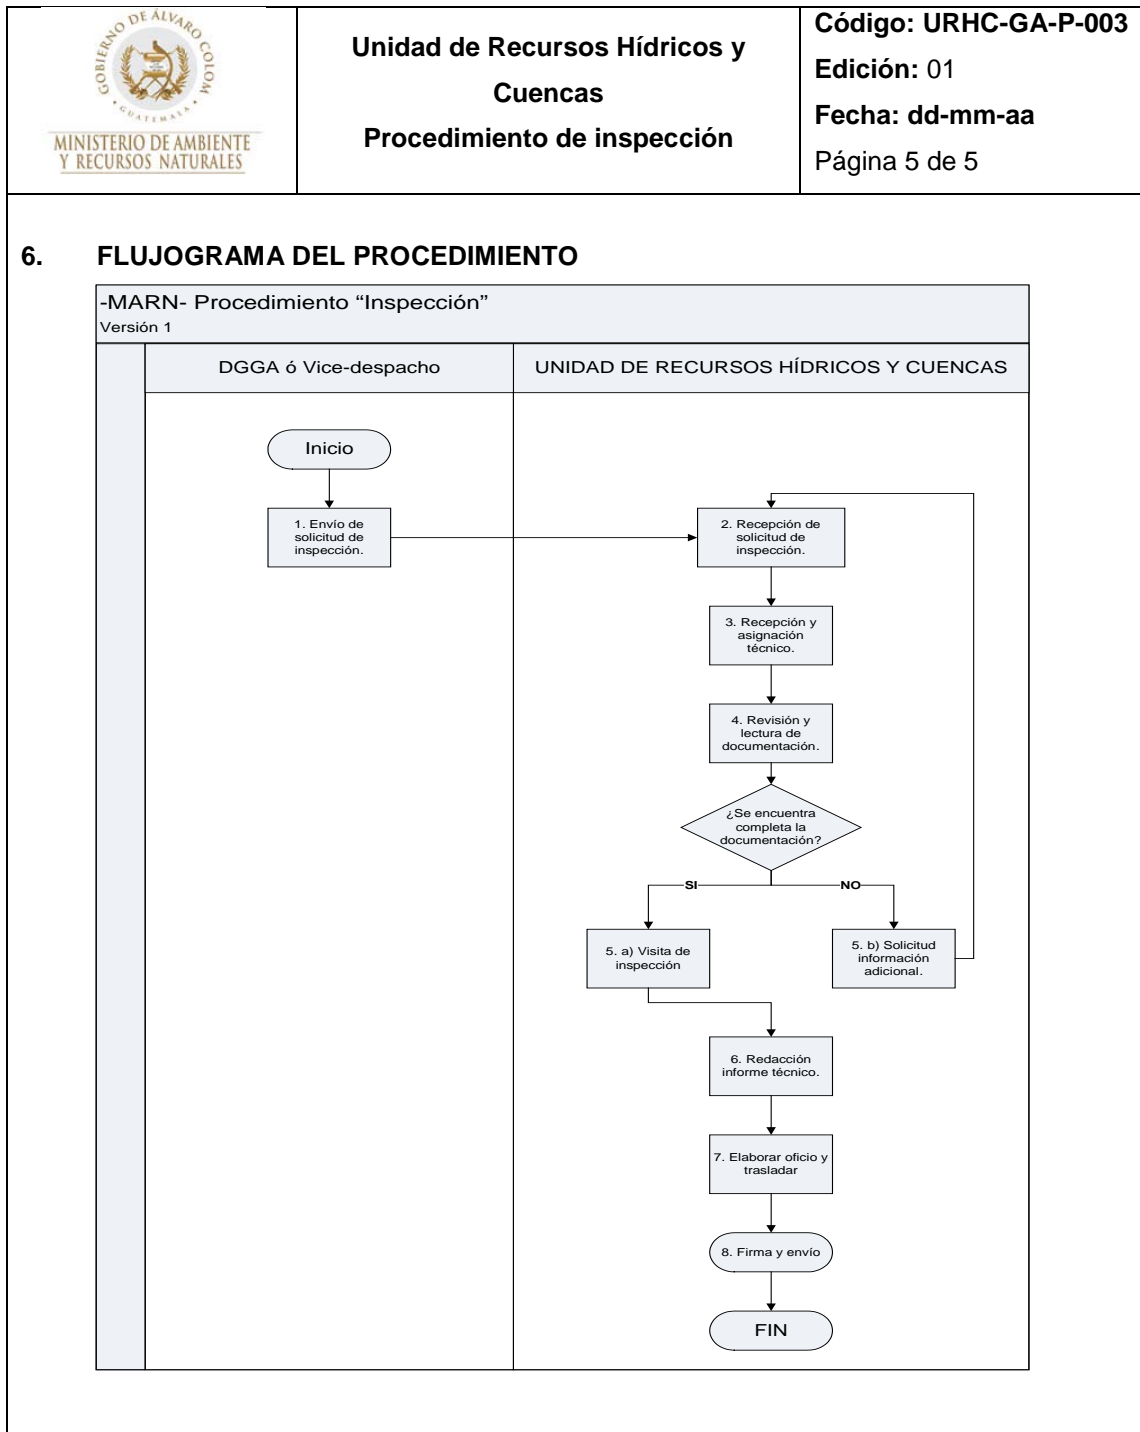 GOBIERNO DE ÁLVARO COLOM
GUATEMALA
MINISTERIO DE AMBIENTE
Y RECURSOS NATURALES
Unidad de Recursos Hídricos y
Cuencas
Procedimiento de inspección
Código: URHC-GA-P-003
Edición: 01
Fecha: dd-mm-aa
Página 5 de 5
6. FLUJOGRAMA DEL PROCEDIMIENTO
-MARN- Procedimiento “Inspección”
Versión 1
DGGA ó Vice-despacho
UNIDAD DE RECURSOS HÍDRICOS Y CUENCAS
Inicio
1. Envío de
solicitud de
inspección.
2. Recepción de
solicitud de
inspección.
3. Recepción y
asignación
técnico.
4. Revisión y
lectura de
documentación.
¿Se encuentra
completa la
documentación?
SI
NO
5. a) Visita de
inspección
5. b) Solicitud
información
adicional.
6. Redacción
informe técnico.
7. Elaborar oficio y
trasladar
8. Firma y envío
FIN